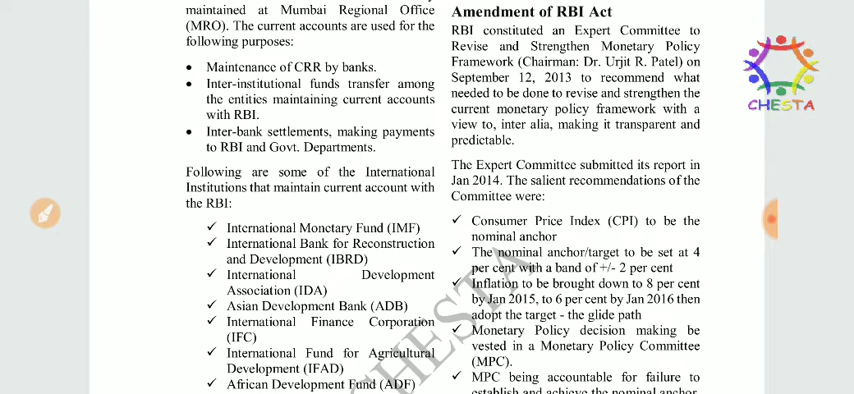 maintained at Mumbai Regional Office
(MRO). The current accounts are used for the
following purposes:
• Maintenance of CRR by banks.
• Inter-institutional funds transfer among
the entities maintaining current accounts
with RBI.
• Inter-bank settlements, making payments
to RBI and Govt. Departments.
Following are some of the International
Institutions that maintain current account with
the RBI:
✓ International Monetary Fund (IMF)
✓ International Bank for Reconstruction
and Development (IBRD)
✓ International Development
Association (IDA)
✓ Asian Development Bank (ADB)
✓ International Finance Corporation
(IFC)
✓ International Fund for Agricultural
Development (IFAD)
✓ African Development Fund (ADF)
Amendment of RBI Act
RBI constituted an Expert Committee to
Revise and Strengthen Monetary Policy
Framework (Chairman: Dr. Urjit R. Patel) on
September 12, 2013 to recommend what
needed to be done to revise and strengthen the
current monetary policy framework with a
view to, inter alia, making it transparent and
predictable.
The Expert Committee submitted its report in
Jan 2014. The salient recommendations of the
Committee were:
✓ Consumer Price Index (CPI) to be the
nominal anchor
✓ The nominal anchor/target to be set at 4
per cent with a band of +/- 2 per cent
✓ Inflation to be brought down to 8 per cent
by Jan 2015, to 6 per cent by Jan 2016 then
adopt the target - the glide path
✓ Monetary Policy decision making be
vested in a Monetary Policy Committee
(MPC).
✓ MPC being accountable for failure to
establish and achieve the nominal anchor
CHESTA
CHESTA